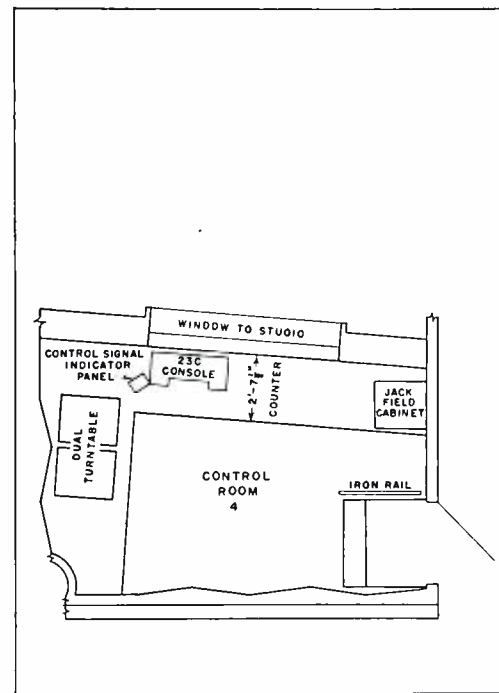 WINDOW TO STUDIO
CONTROL SIGNAL
INDICATOR
PANEL
23C
CONSOLE
COUNTER
JACK
FIELD
CABINET
DUAL
TURNTABLE
CONTROL
ROOM
4
IRON RAIL